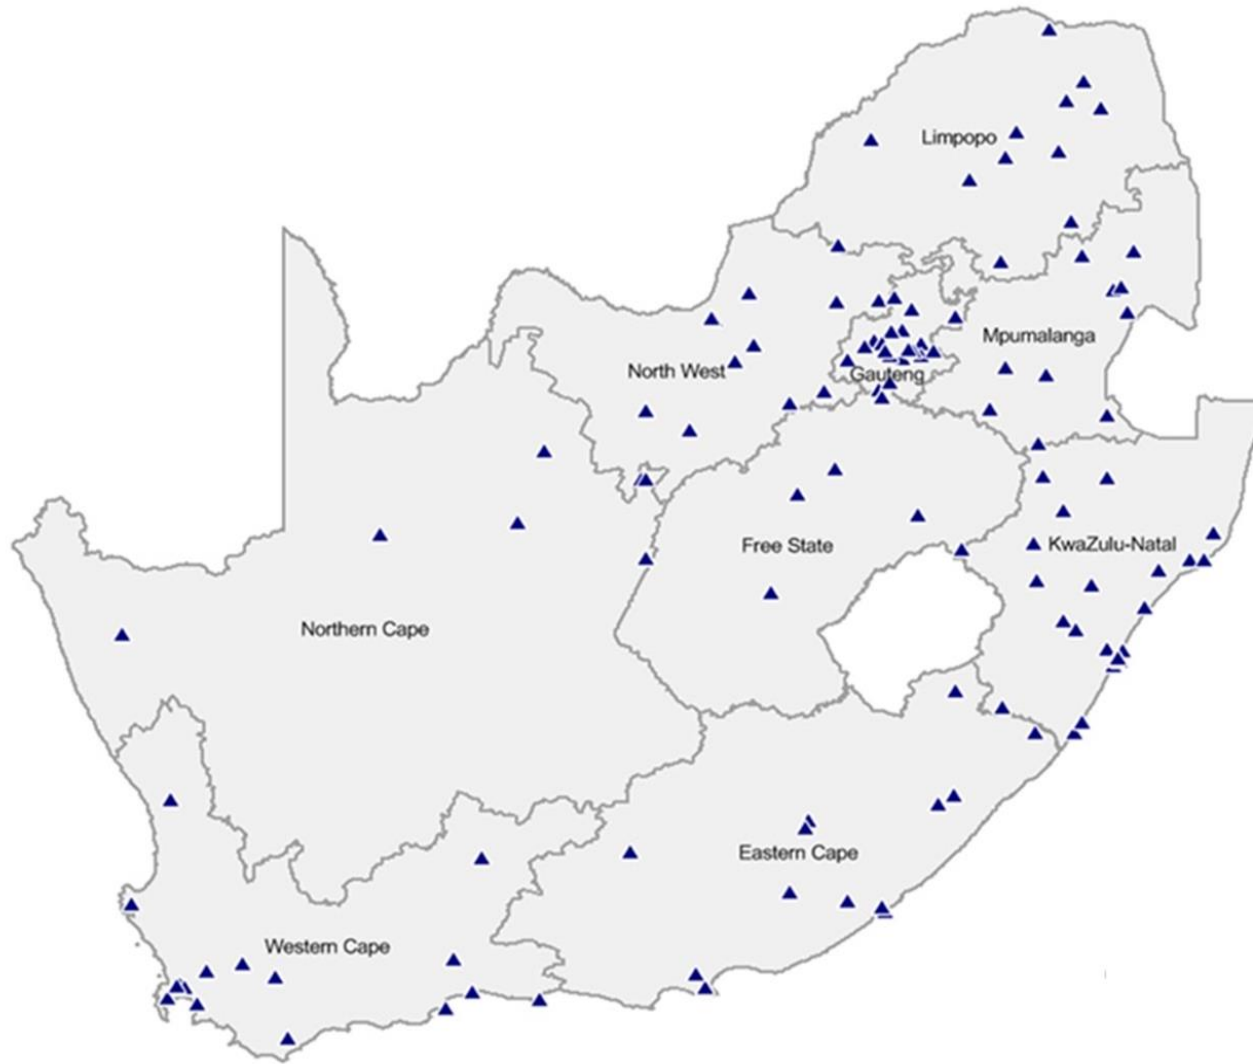 Limpopo
Mpumalanga
North West
Gauteng
Free State
KwaZulu-Natal
Northern Cape
Eastern Cape
Western Cape